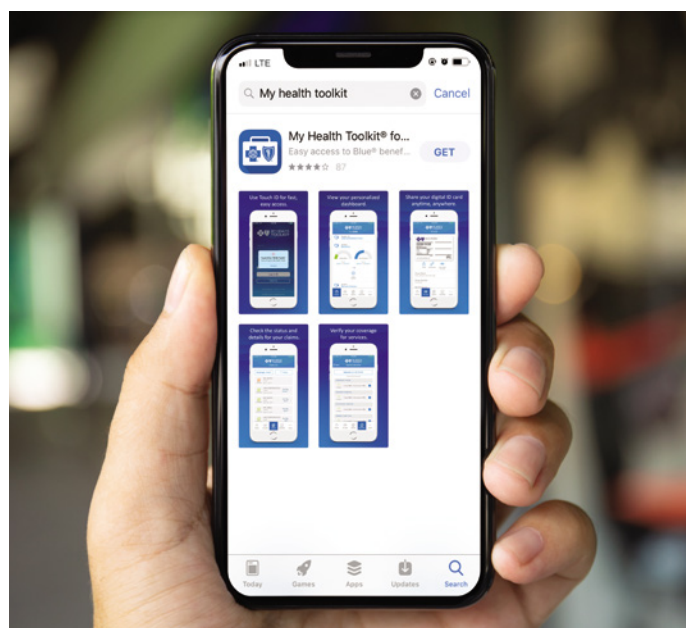 LTE
My health toolkit
Cancel
My Health Toolkit® fo...
Easy access to Blue® benef...
GET
87
Use Touch ID for fast,
easy access.
View your personalized
dashboard.
Share your digital ID card
anytime, anywhere.
Check the status and
details for your claims.
Verify your coverage
for services.
Today
Games
Apps
Updates
Search